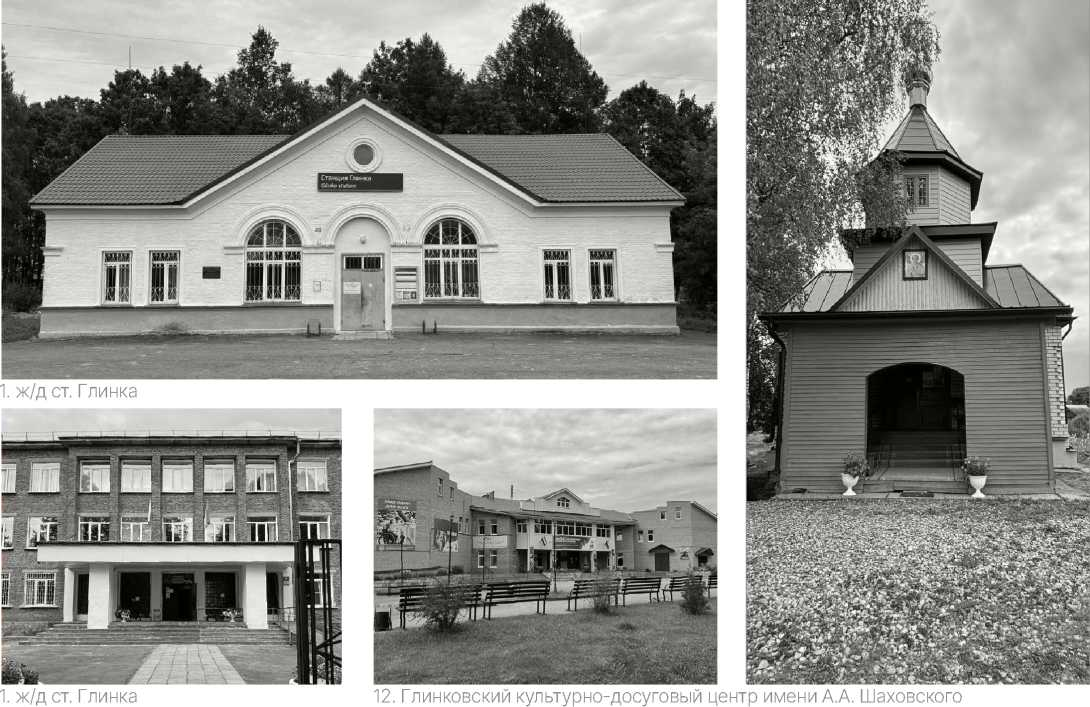 Станция Глинка
Glinka station
1. ж/д ст. Глинка
1. ж/д ст. Глинка
12. Глинковский культурно-досуговый центр имени А.А. Шаховского